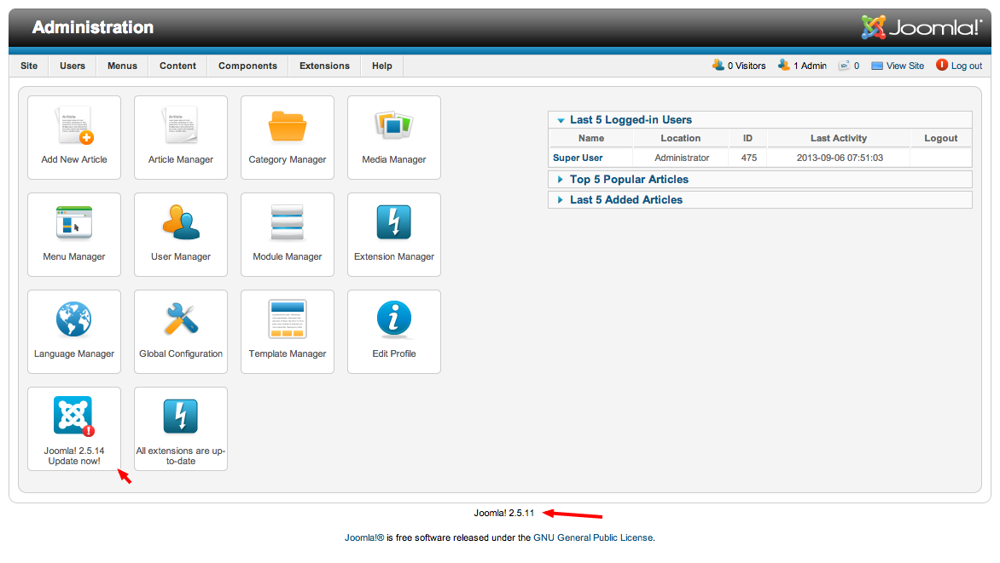 Administration
Joomla!
Site Users Menus Content Components Extensions Help
0 Visitors 1 Admin 0 View Site Log out
Add New Article Article Manager Category Manager Media Manager
Menu Manager User Manager Module Manager Extension Manager
Language Manager Global Configuration Template Manager Edit Profile
Joomla! 2.5.14
Update now!
All extensions are up-
to-date
Last 5 Logged-in Users
Name Location ID Last Activity Logout
Super User Administrator 475 2013-09-06 07:51:03
Top 5 Popular Articles
Last 5 Added Articles
Joomla! 2.5.11
Joomla!® is free software released under the GNU General Public License.